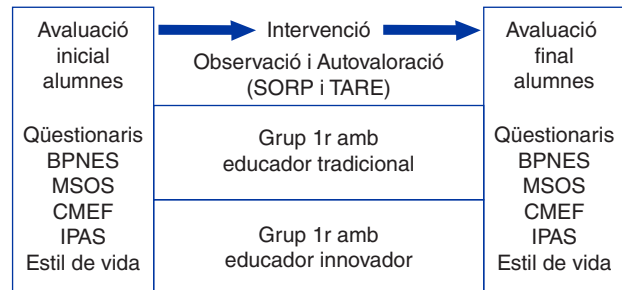 Avaluació
inicial
alumnes
Qüestionaris
BPNES
MSOS
CMEF
IPAS
Estil de vida
Intervenció
Observació i Autovaloració
(SORP i TARE)
Grup 1r amb
educador tradicional
Grup 1r amb
educador innovador
Avaluació
final
alumnes
Qüestionaris
BPNES
MSOS
CMEF
IPAS
Estil de vida